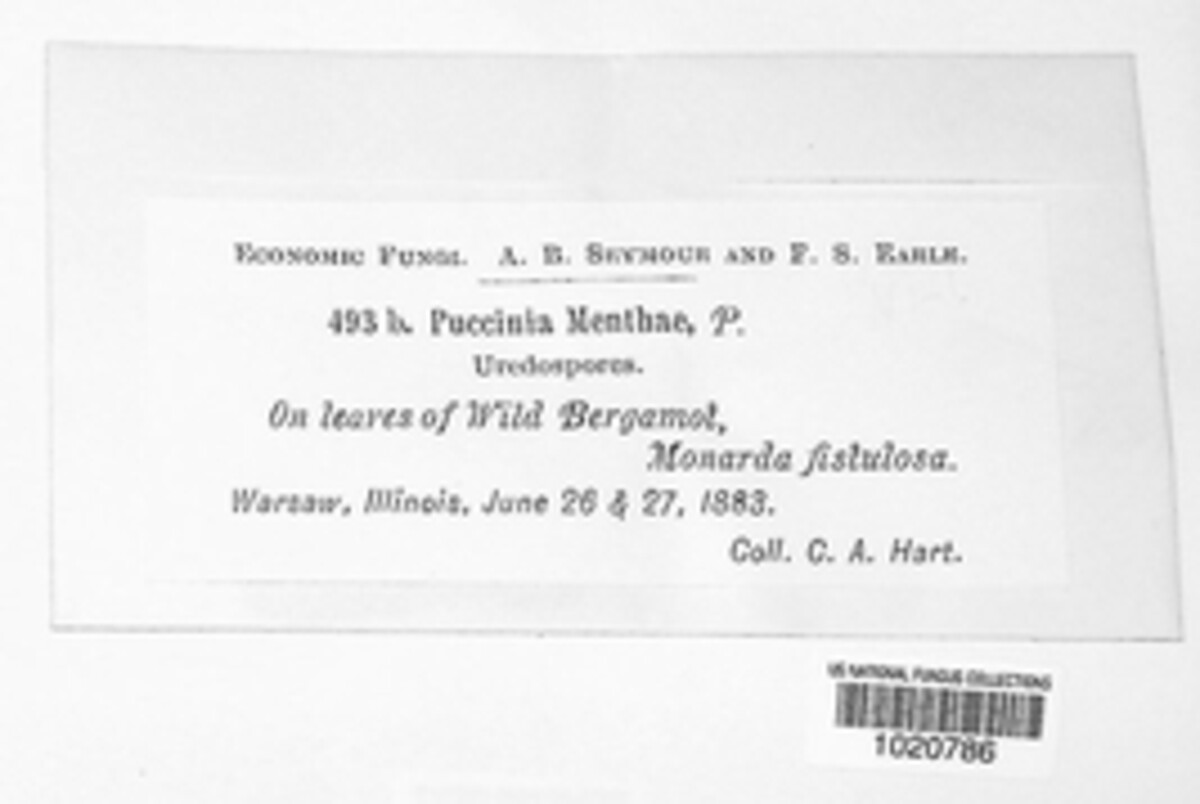 ECONOMIC FUNGI. A. B. SEYMOUR AND F. S. EARLE.
493 b. Puccinia Menthae, P.
Uredospores.
On leaves of Wild Bergamot,
Monarda fistulosa.
Warsaw, Illinois, June 26 & 27, 1883.
Coll. C. A. Hart.
US NATIONAL FUNGUS COLLECTIONS
1020786